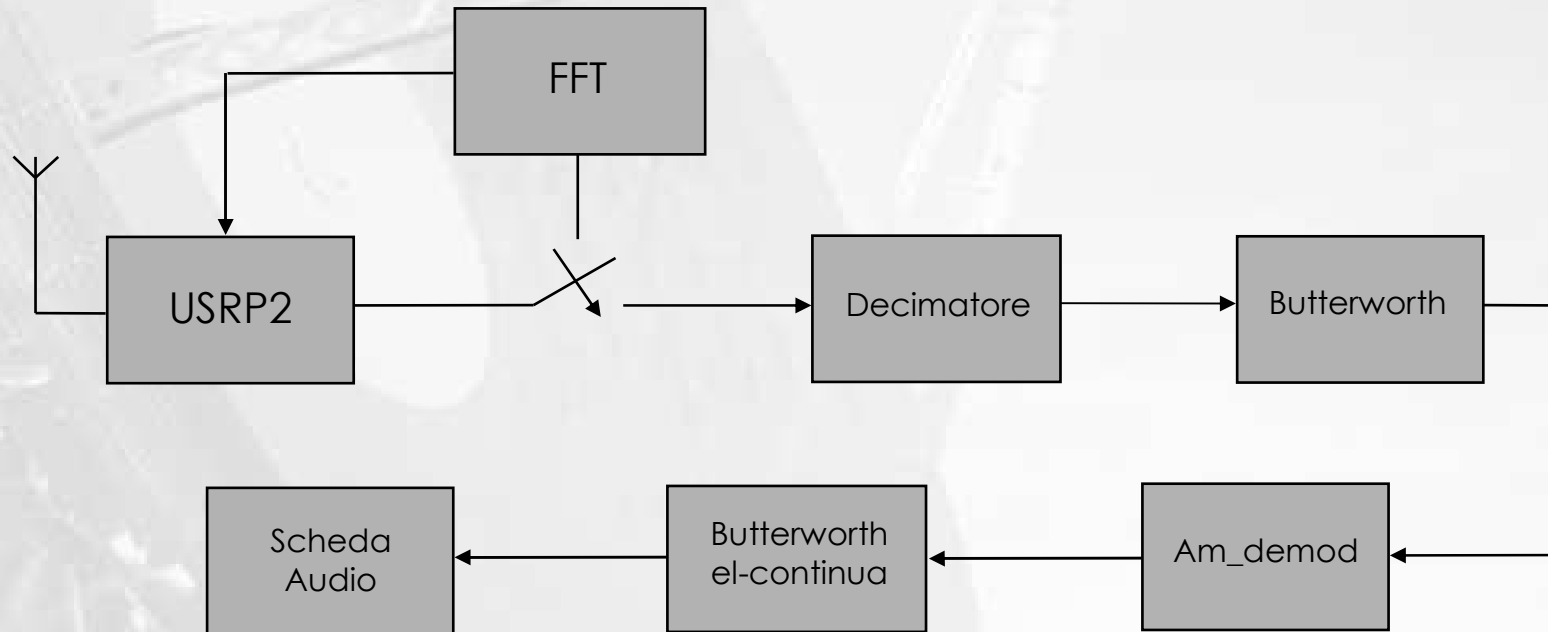 FFT
USRP2
Decimatore
Butterworth
Scheda
Audio
Butterworth
el-continua
Am_demod